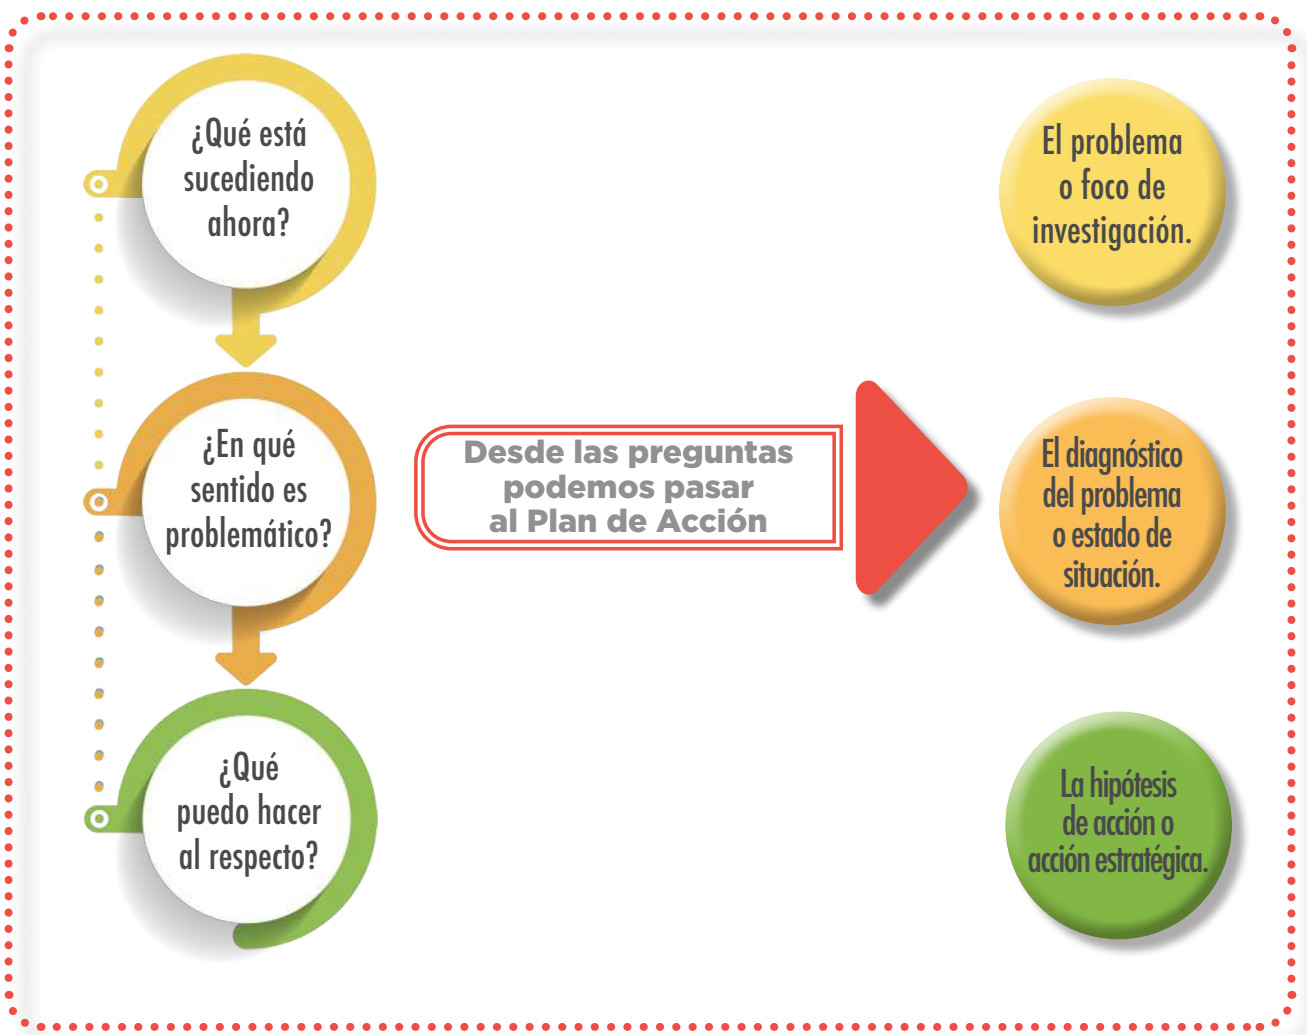 ¿Qué está
sucediendo
ahora?
¿En qué
sentido es
problemático?
¿Qué
puedo hacer
al respecto?
Desde las preguntas
podemos pasar
al Plan de Acción
El problema
o foco de
investigación.
El diagnóstico
del problema
o estado de
situación.
La hipótesis
de acción o
acción estratégica.